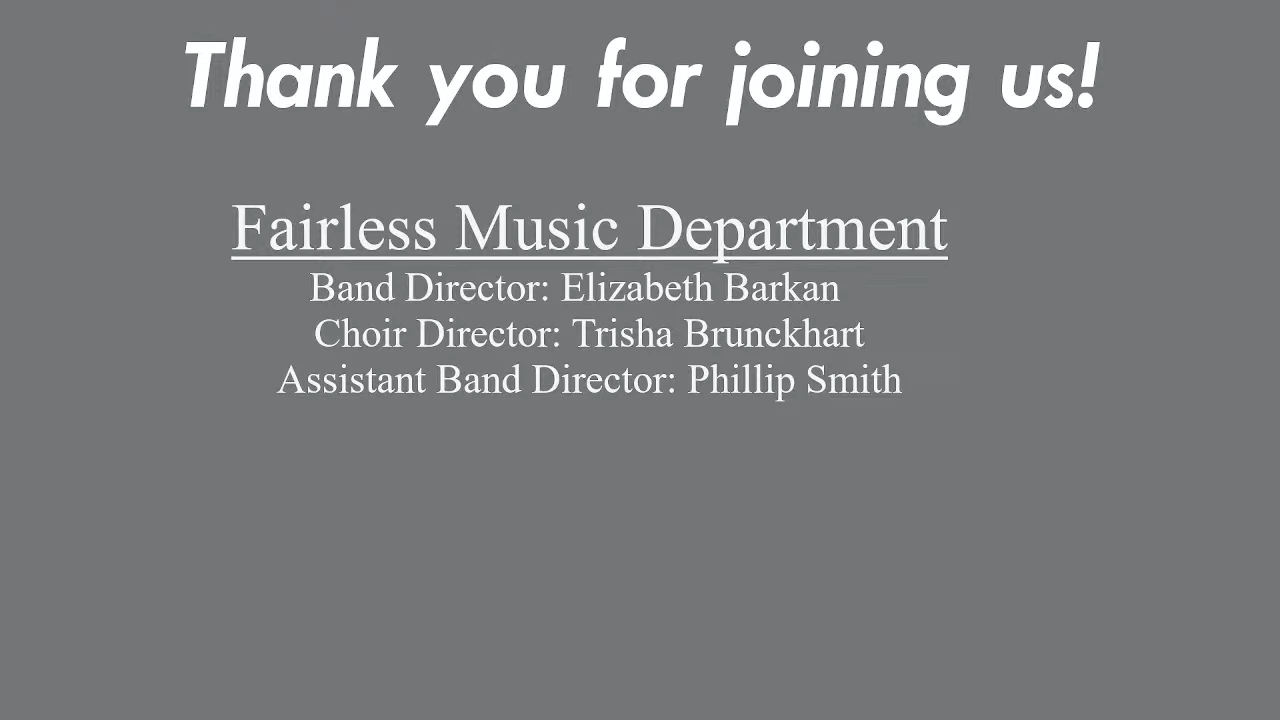 Thank you for joining us!
Fairless Music Department
Band Director: Elizabeth Barkan
Choir Director: Trisha Brunckhart
Assistant Band Director: Phillip Smith